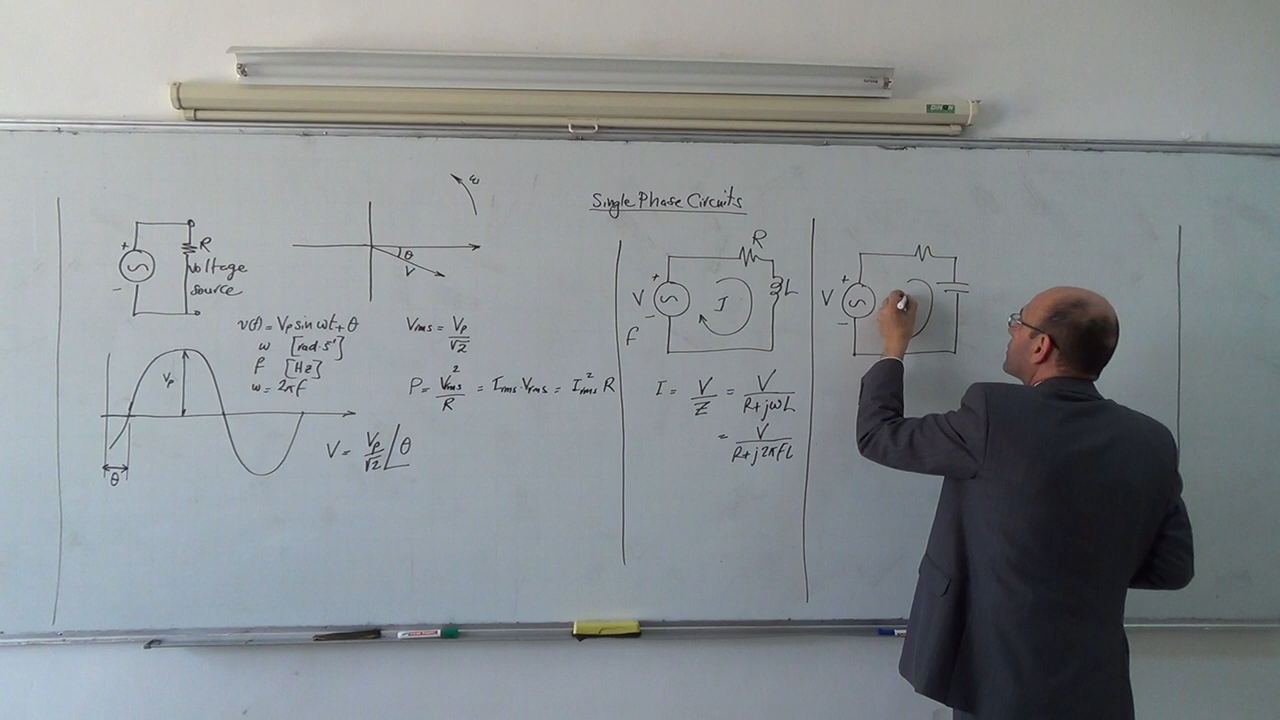 Single Phase Circuits
ω
+
R
voltage
source
-
θ
V
v(t) = Vp sin ωt + θ
ω [rad·s⁻¹]
f [Hz]
ω = 2πf
Vp
θ
Vrms = Vp/√2
P = Vrms²/R = Irms·Vrms = Irms² R
V = Vp/√2 ∠θ
R
+
V
I
L
-
f
I = V/Z = V/(R+jωL)
= V/(R+j2πfL)
+
V
-